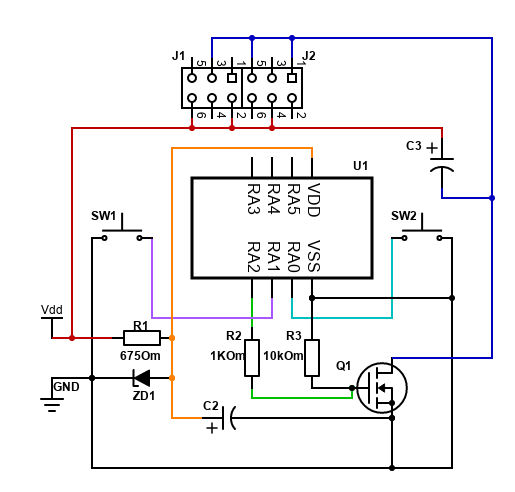 J1
J2
5
3
1
5
3
1
6
4
2
6
4
2
C3
+
U1
RA3
RA4
RA5
VDD
SW1
SW2
RA2
RA1
RA0
VSS
Vdd
R1
675Om
R2
R3
1KOm
10kOm
Q1
GND
ZD1
C2
+